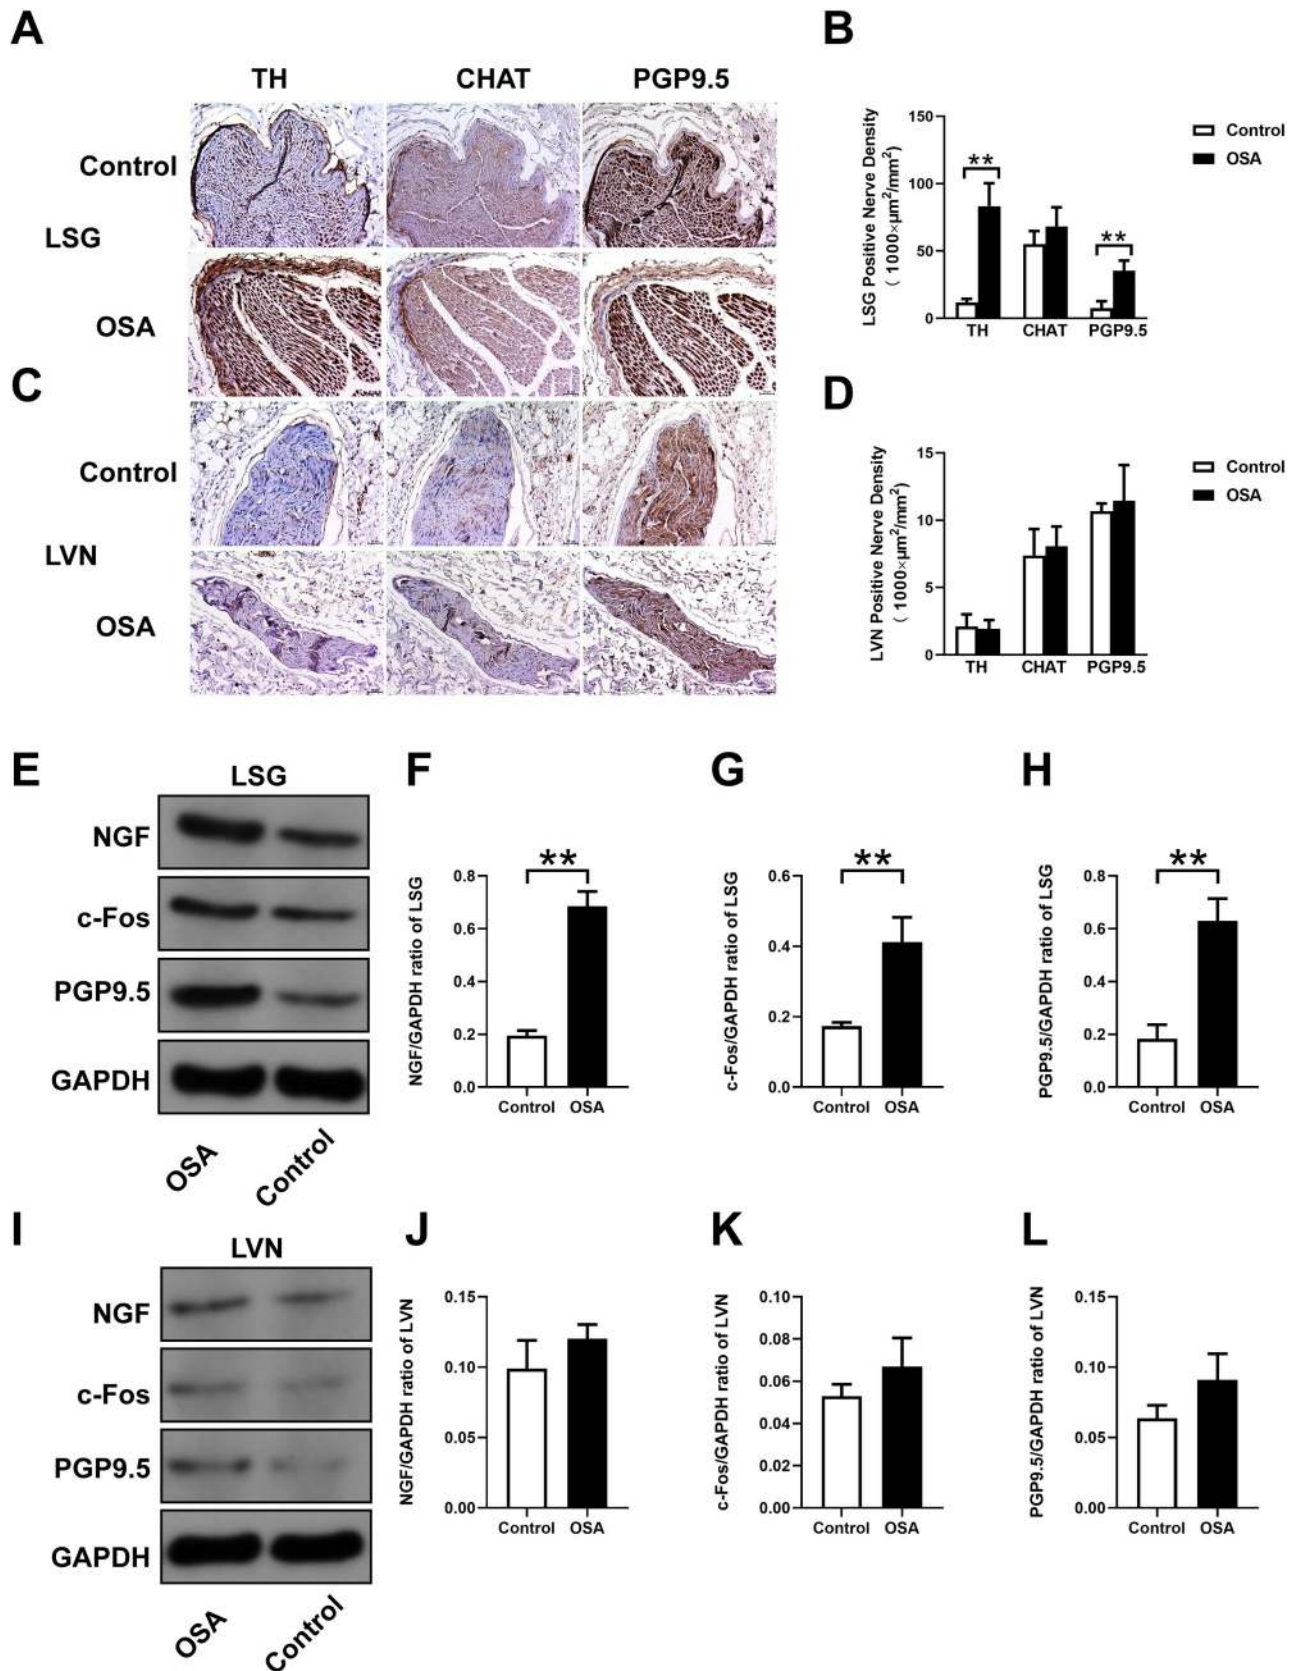 A
TH CHAT PGP9.5
Control
LSG
OSA
B
LSG Positive Nerve Density
( 1000×μm²/mm²)
150
100
50
0
** **
TH CHAT PGP9.5
Control
OSA
C
Control
LVN
OSA
D
LVN Positive Nerve Density
( 1000×μm²/mm²)
15
10
5
0
TH CHAT PGP9.5
Control
OSA
E
LSG
NGF
c-Fos
PGP9.5
GAPDH
OSA Control
F
NGF/GAPDH ratio of LSG
0.8
0.6
0.4
0.2
0.0
**
Control OSA
G
c-Fos/GAPDH ratio of LSG
0.6
0.4
0.2
0.0
**
Control OSA
H
PGP9.5/GAPDH ratio of LSG
0.8
0.6
0.4
0.2
0.0
**
Control OSA
I
LVN
NGF
c-Fos
PGP9.5
GAPDH
OSA Control
J
NGF/GAPDH ratio of LVN
0.15
0.10
0.05
0.00
Control OSA
K
c-Fos/GAPDH ratio of LVN
0.10
0.08
0.06
0.04
0.02
0.00
Control OSA
L
PGP9.5/GAPDH ratio of LVN
0.15
0.10
0.05
0.00
Control OSA